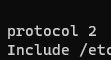 protocol 2
Include /etc